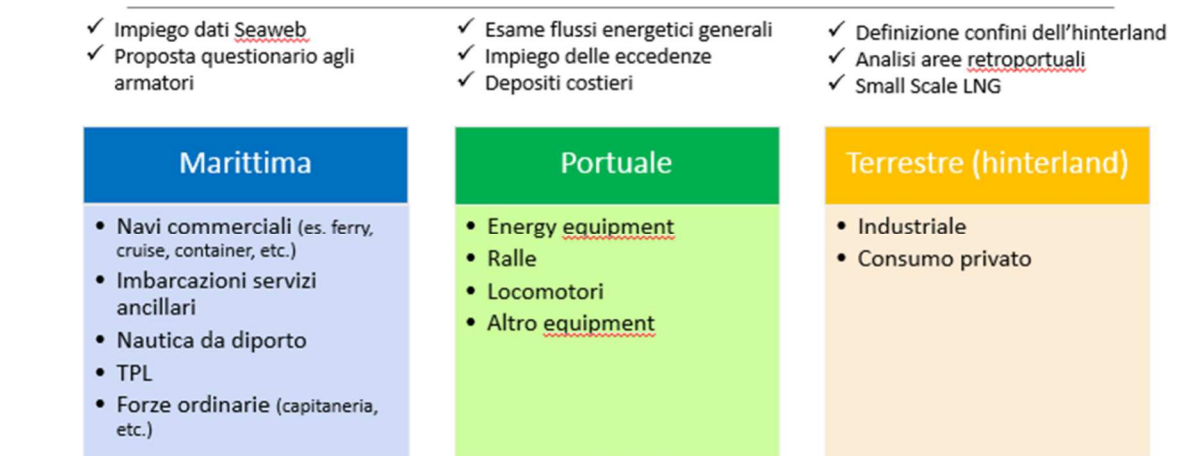 ✓ Impiego dati Seaweb
✓ Proposta questionario agli
armatori
✓ Esame flussi energetici generali
✓ Impiego delle eccedenze
✓ Depositi costieri
✓ Definizione confini dell’hinterland
✓ Analisi aree retroportuali
✓ Small Scale LNG
Marittima
• Navi commerciali (es. ferry,
cruise, container, etc.)
• Imbarcazioni servizi
ancillari
• Nautica da diporto
• TPL
• Forze ordinarie (capitaneria,
etc.)
Portuale
• Energy equipment
• Ralle
• Locomotori
• Altro equipment
Terrestre (hinterland)
• Industriale
• Consumo privato